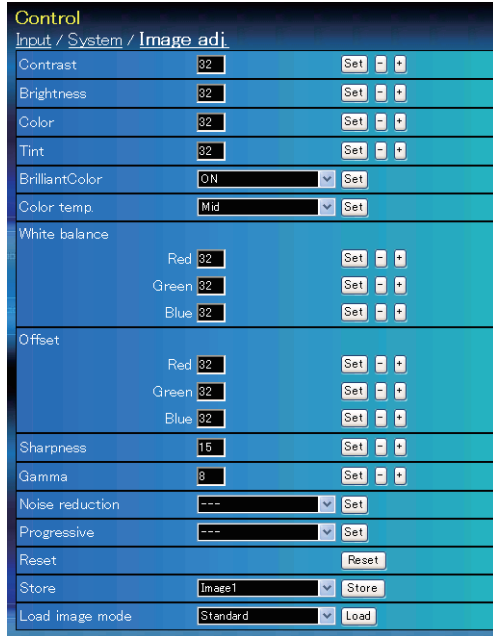 Control
Input / System / Image adj.
Contrast 32 Set - +
Brightness 32 Set - +
Color 32 Set - +
Tint 32 Set - +
BrilliantColor ON Set
Color temp. Mid Set
White balance
Red 32 Set - +
Green 32 Set - +
Blue 32 Set - +
Offset
Red 32 Set - +
Green 32 Set - +
Blue 32 Set - +
Sharpness 15 Set - +
Gamma 8 Set - +
Noise reduction --- Set
Progressive --- Set
Reset Reset
Store Image1 Store
Load image mode Standard Load